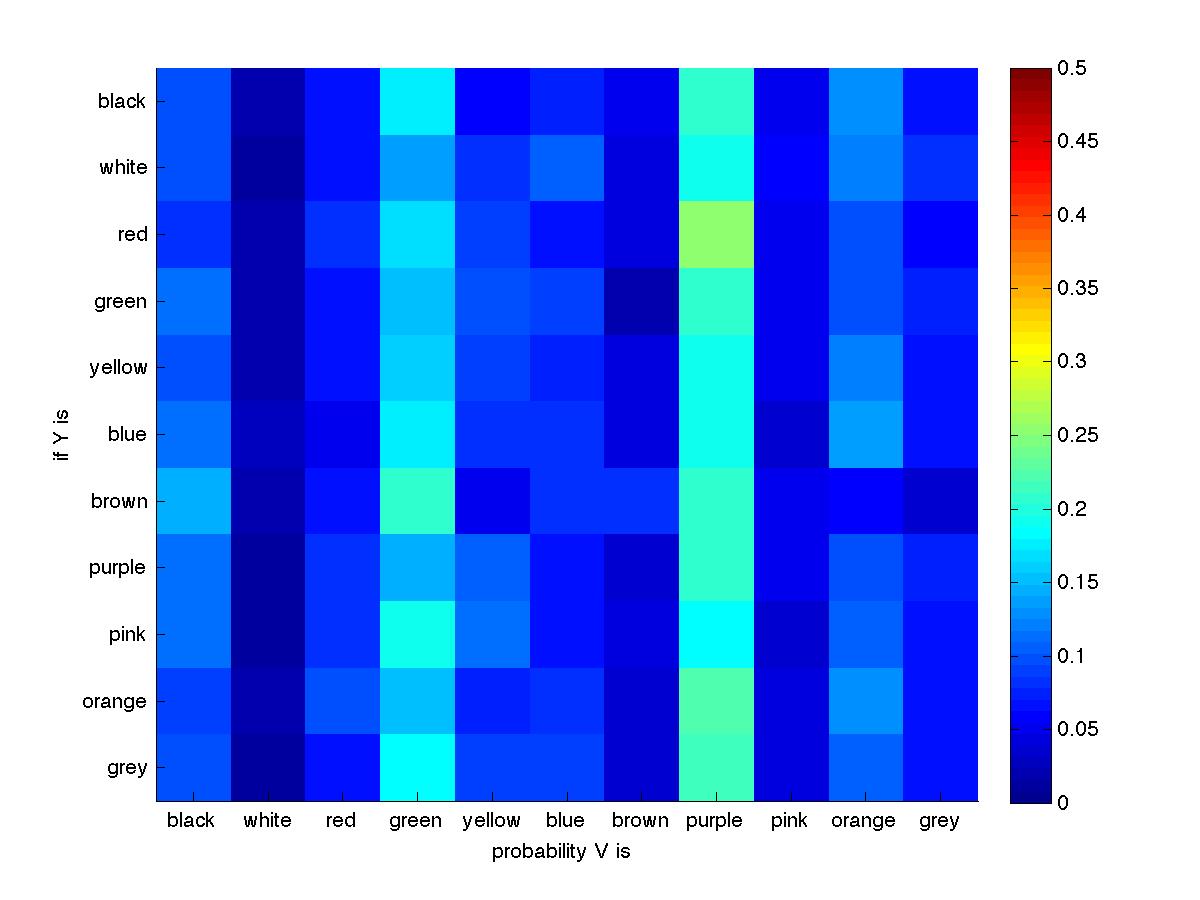 black
white
red
green
yellow
blue
brown
purple
pink
orange
grey
if Y is
black white red green yellow blue brown purple pink orange grey
probability V is
0.5
0.45
0.4
0.35
0.3
0.25
0.2
0.15
0.1
0.05
0